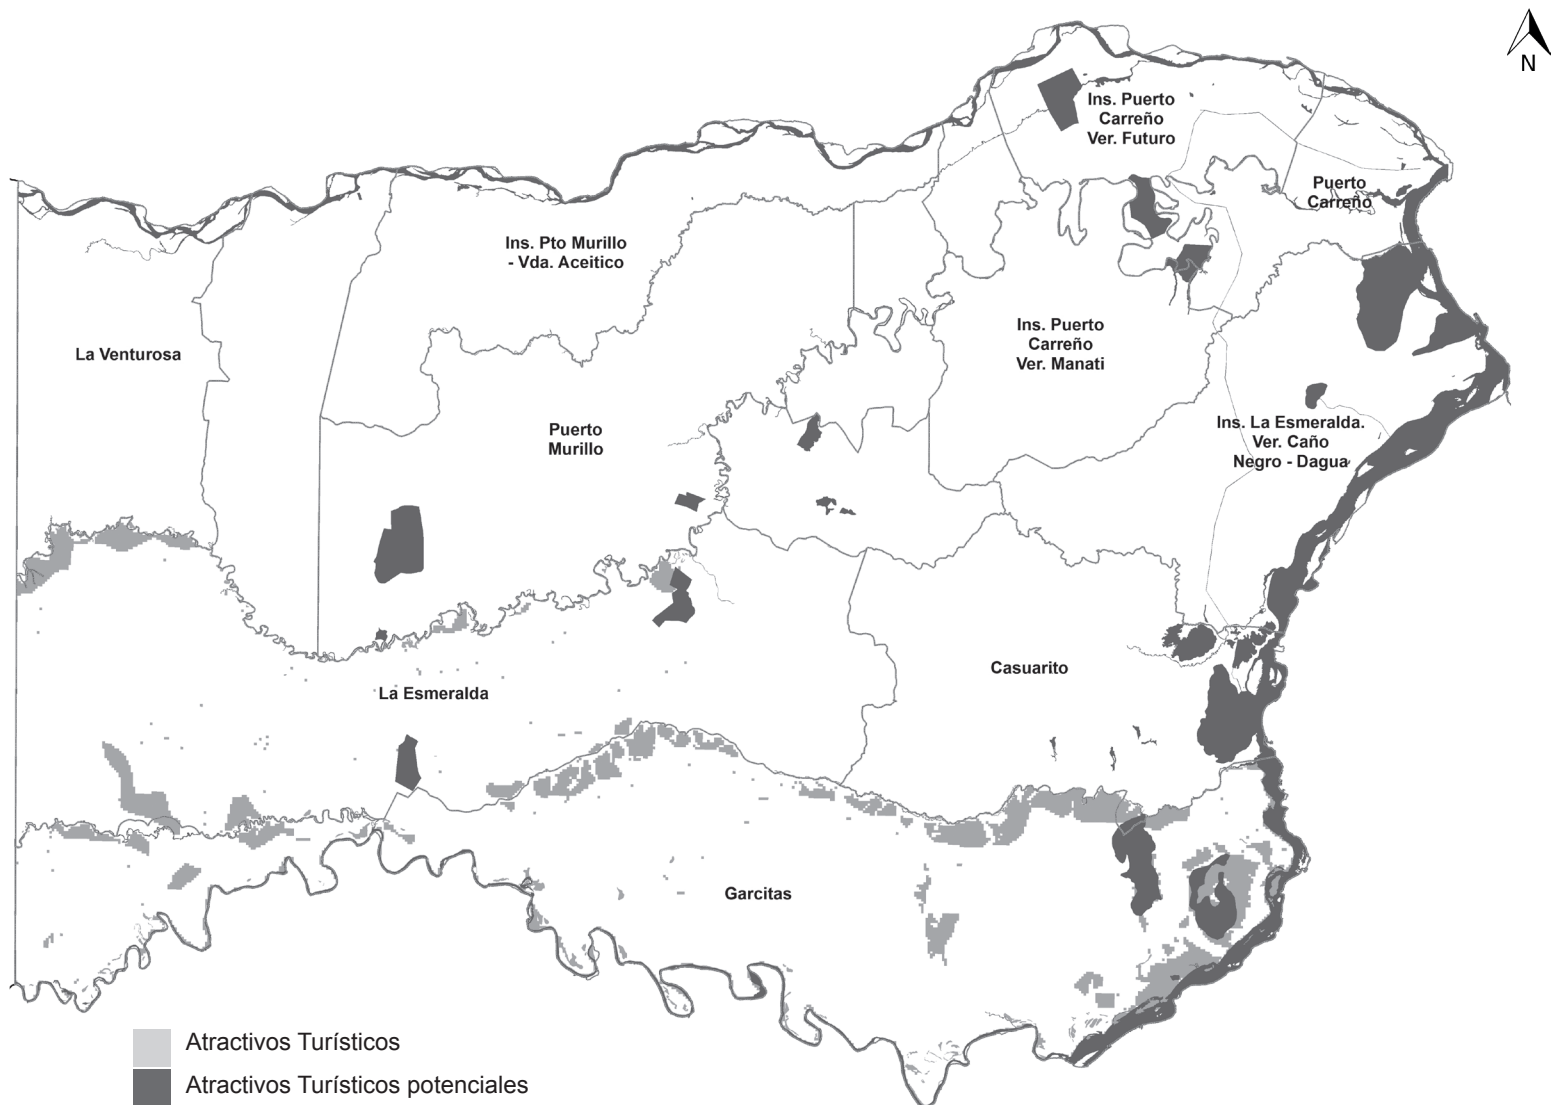 N
Ins. Puerto
Carreño
Ver. Futuro
Puerto
Carreño
Ins. Pto Murillo
- Vda. Aceitico
Ins. Puerto
Carreño
Ver. Manati
La Venturosa
Puerto
Murillo
Ins. La Esmeralda.
Ver. Caño
Negro - Dagua
Casuarito
La Esmeralda
Garcitas
Atractivos Turísticos
Atractivos Turísticos potenciales